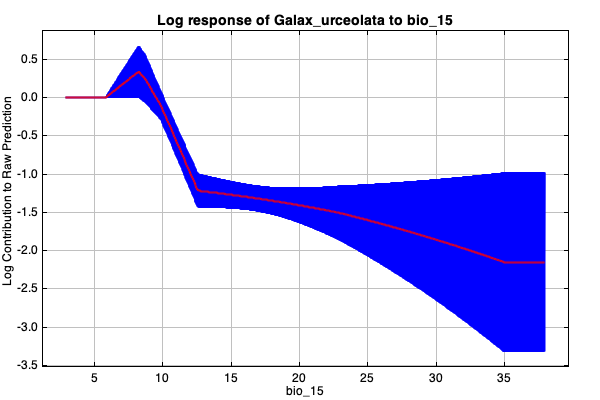 Log response of Galax_urceolata to bio_15
Log Contribution to Raw Prediction
0.5
0.0
-0.5
-1.0
-1.5
-2.0
-2.5
-3.0
-3.5
5 10 15 20 25 30 35
bio_15